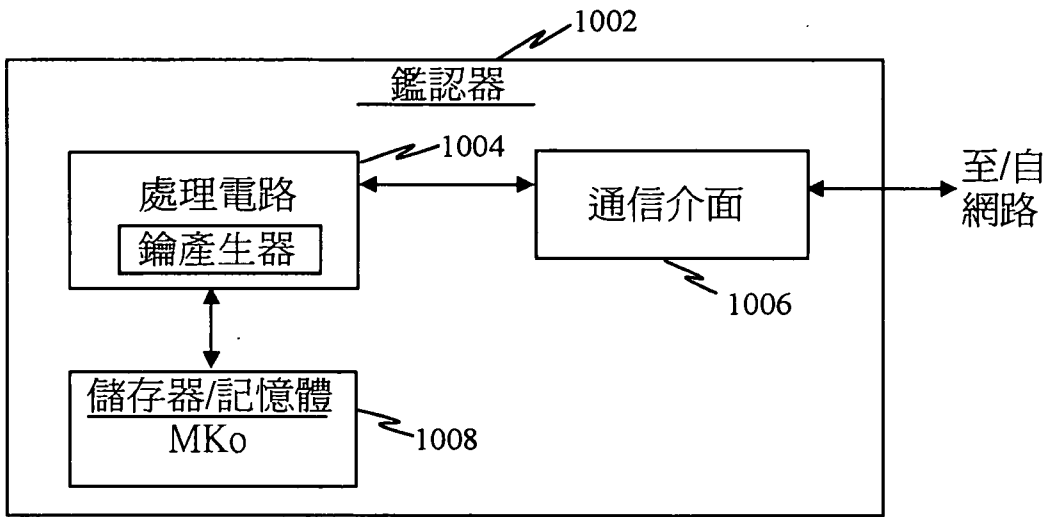 1002
鑑認器
1004
處理電路
鑰產生器
通信介面
1006
至/自
網路
儲存器/記憶體
MKo
1008